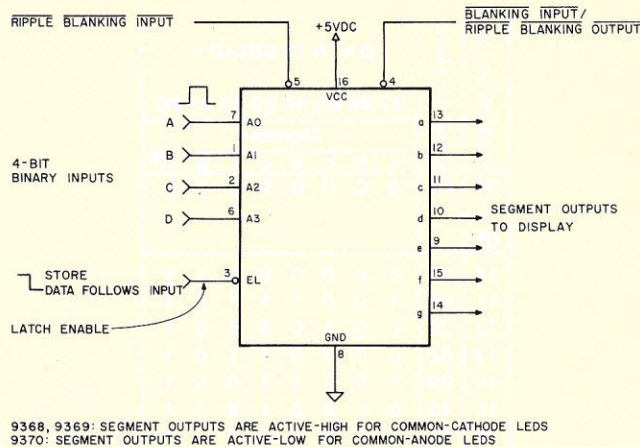 RIPPLE BLANKING INPUT
+5VDC
BLANKING INPUT/
RIPPLE BLANKING OUTPUT
5
16
4
VCC
A
7
A0
a
13
B
1
A1
b
12
4-BIT
BINARY INPUTS
C
2
A2
c
11
D
6
A3
d
10
SEGMENT OUTPUTS
TO DISPLAY
e
9
STORE
DATA FOLLOWS INPUT
3
EL
f
15
g
14
LATCH ENABLE
GND
8
9368, 9369: SEGMENT OUTPUTS ARE ACTIVE-HIGH FOR COMMON-CATHODE LEDS
9370: SEGMENT OUTPUTS ARE ACTIVE-LOW FOR COMMON-ANODE LEDS